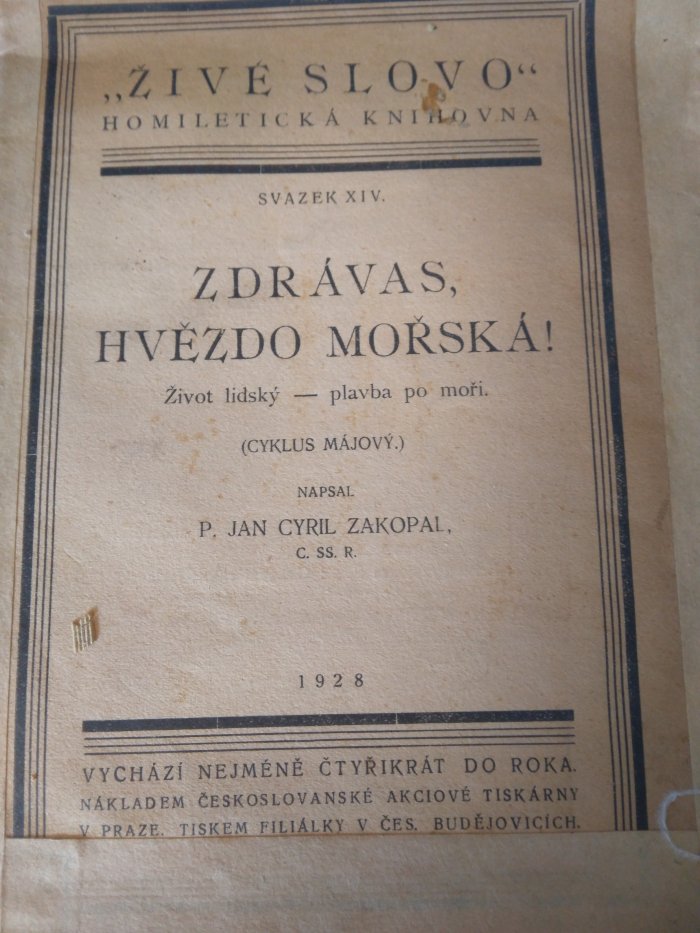 „ŽIVÉ SLOVO“
HOMILETICKÁ KNIHOVNA
SVAZEK XIV.
ZDRÁVAS,
HVĚZDO MOŘSKÁ!
Život lidský — plavba po moři.
(CYKLUS MÁJOVÝ.)
NAPSAL
P. JAN CYRIL ZAKOPAL,
C. SS. R.
1928
VYCHÁZÍ NEJMÉNĚ ČTYŘIKRÁT DO ROKA.
NÁKLADEM ČESKOSLOVANSKÉ AKCIOVÉ TISKÁRNY
V PRAZE. TISKEM FILIÁLKY V ČES. BUDĚJOVICÍCH.